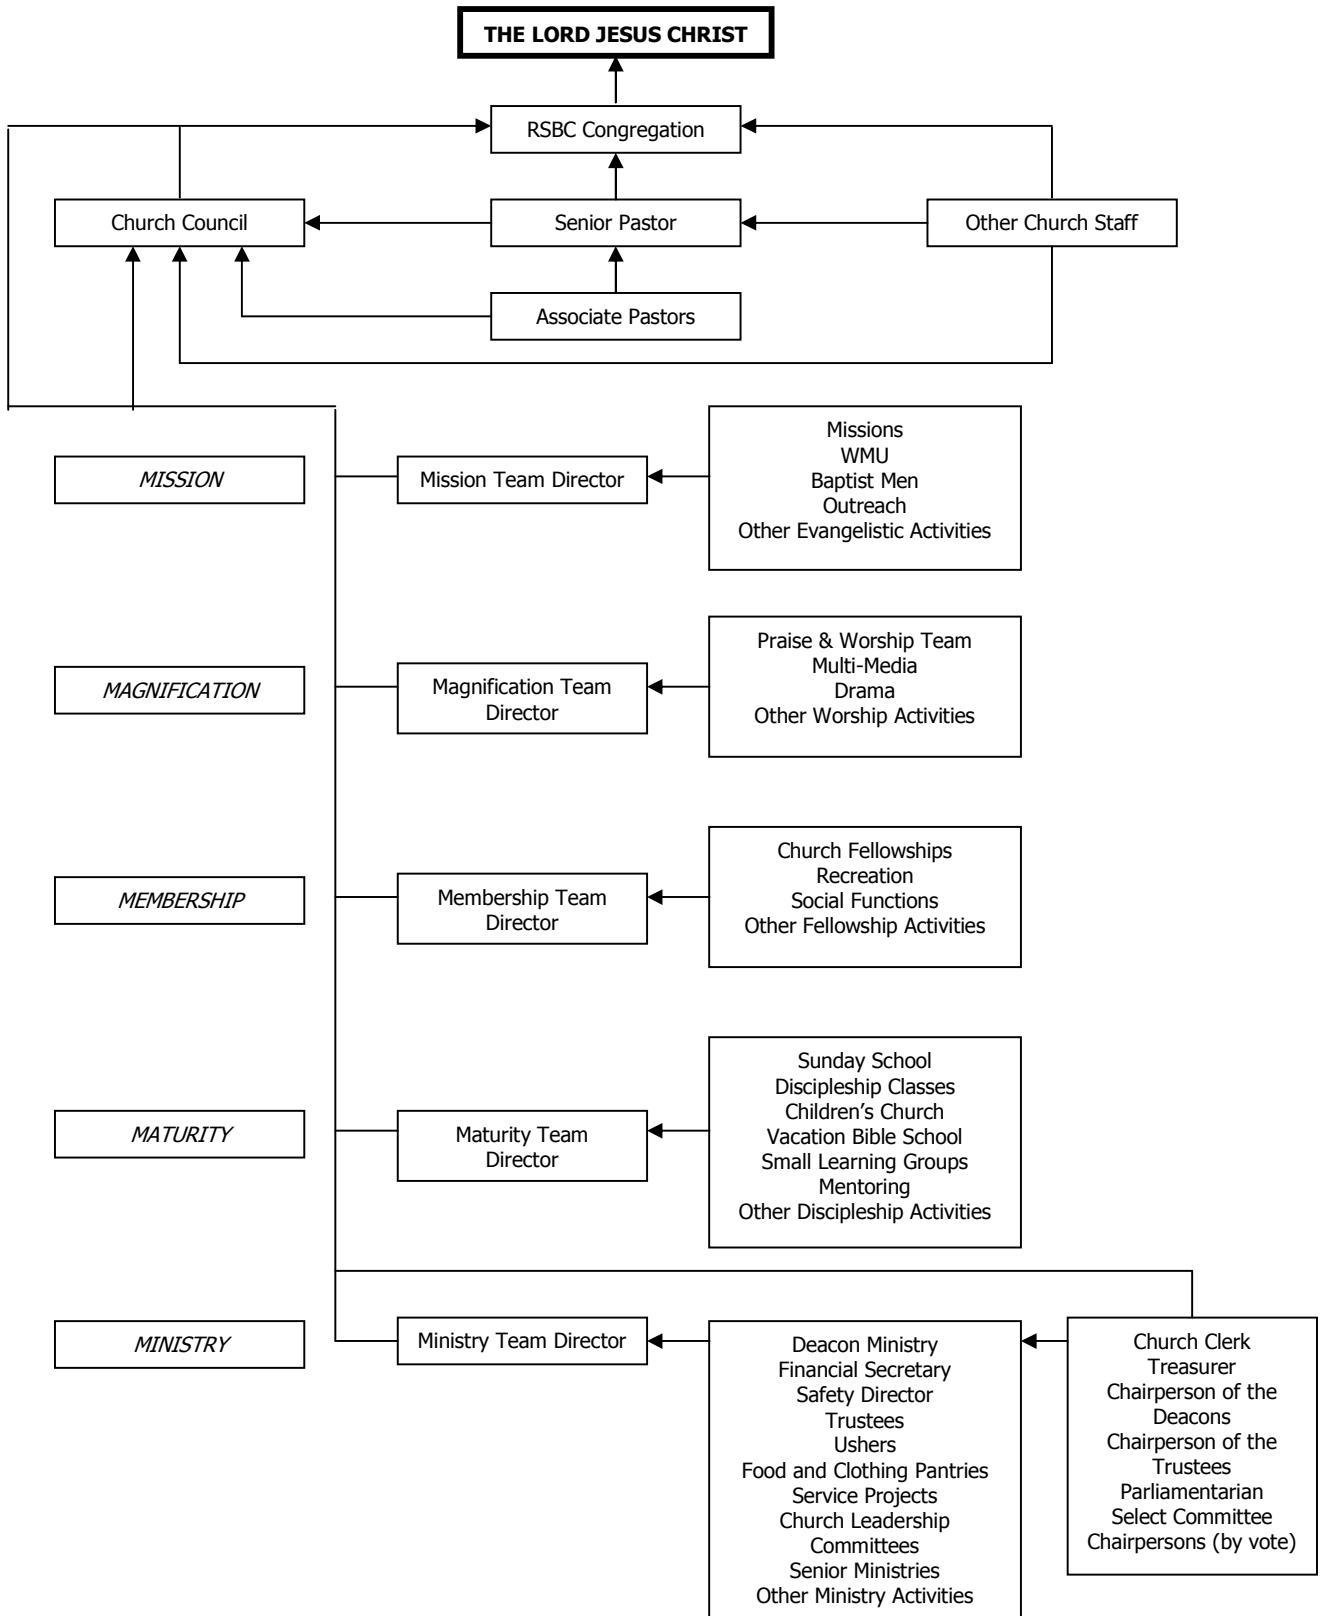 THE LORD JESUS CHRIST
RSBC Congregation
Church Council
Senior Pastor
Other Church Staff
Associate Pastors
MISSION
Mission Team Director
Missions
WMU
Baptist Men
Outreach
Other Evangelistic Activities
MAGNIFICATION
Magnification Team
Director
Praise & Worship Team
Multi-Media
Drama
Other Worship Activities
MEMBERSHIP
Membership Team
Director
Church Fellowships
Recreation
Social Functions
Other Fellowship Activities
MATURITY
Maturity Team
Director
Sunday School
Discipleship Classes
Children’s Church
Vacation Bible School
Small Learning Groups
Mentoring
Other Discipleship Activities
MINISTRY
Ministry Team Director
Deacon Ministry
Financial Secretary
Safety Director
Trustees
Ushers
Food and Clothing Pantries
Service Projects
Church Leadership
Committees
Senior Ministries
Other Ministry Activities
Church Clerk
Treasurer
Chairperson of the
Deacons
Chairperson of the
Trustees
Parliamentarian
Select Committee
Chairpersons (by vote)